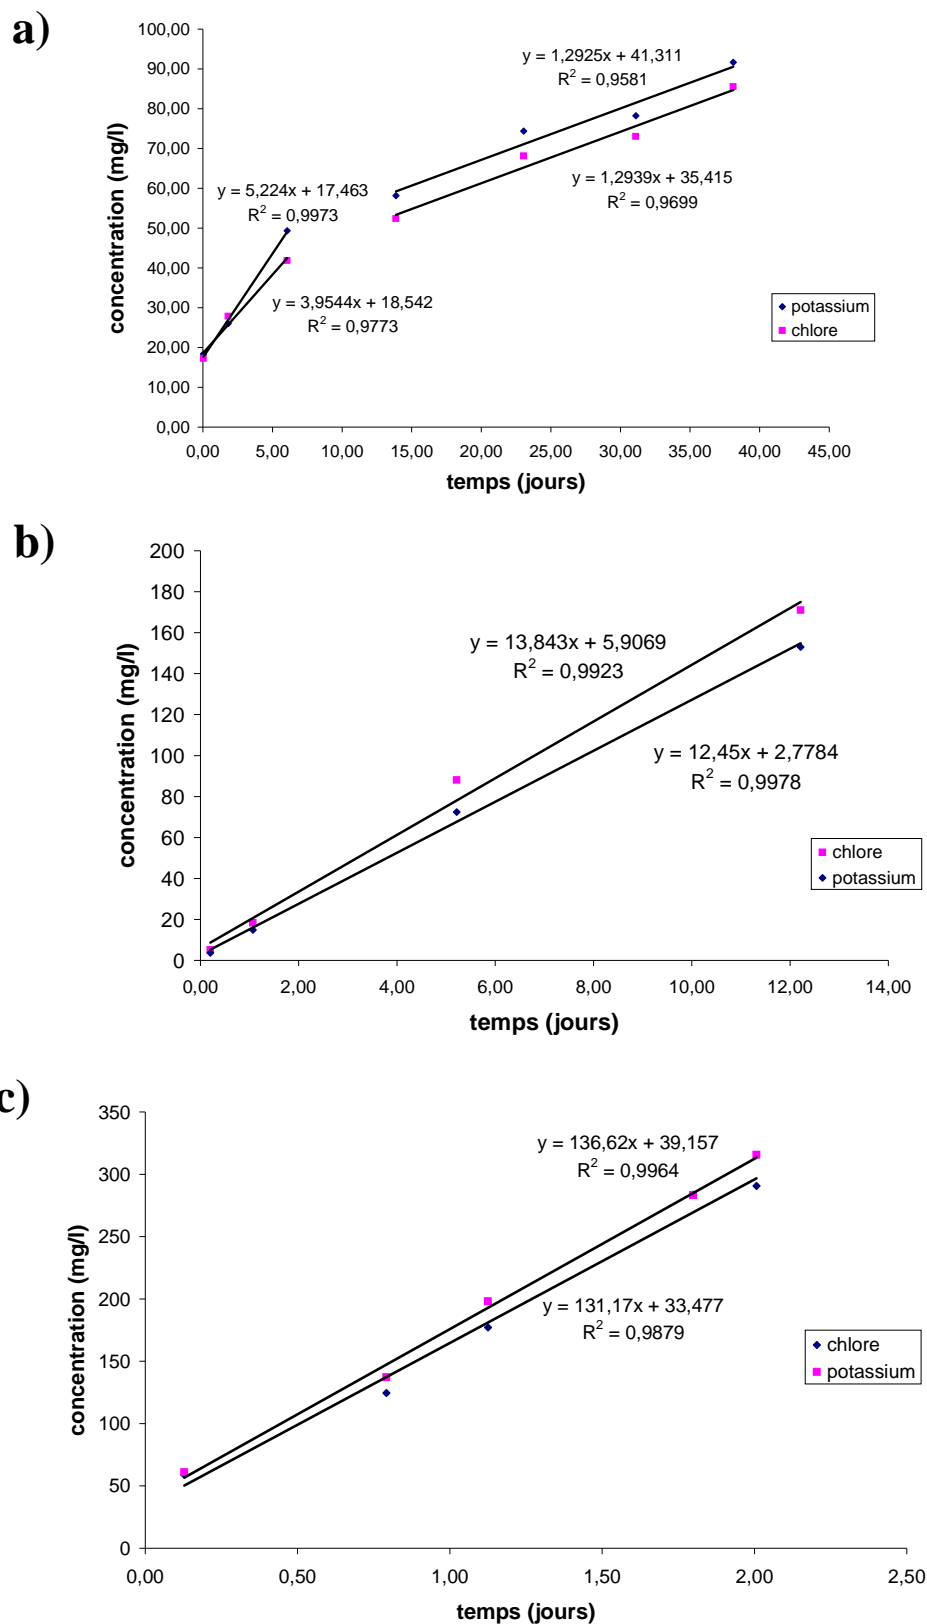 a)
100,00
90,00
80,00
70,00
60,00
50,00
40,00
30,00
20,00
10,00
0,00
concentration (mg/l)
y = 1,2925x + 41,311
R² = 0,9581
y = 5,224x + 17,463
R² = 0,9973
y = 1,2939x + 35,415
R² = 0,9699
y = 3,9544x + 18,542
R² = 0,9773
potassium
chlore
0,00 5,00 10,00 15,00 20,00 25,00 30,00 35,00 40,00 45,00
temps (jours)
b)
200
180
160
140
120
100
80
60
40
20
0
concentration (mg/l)
y = 13,843x + 5,9069
R² = 0,9923
y = 12,45x + 2,7784
R² = 0,9978
chlore
potassium
0,00 2,00 4,00 6,00 8,00 10,00 12,00 14,00
temps (jours)
c)
350
300
250
200
150
100
50
0
concentration (mg/l)
y = 136,62x + 39,157
R² = 0,9964
y = 131,17x + 33,477
R² = 0,9879
chlore
potassium
0,00 0,50 1,00 1,50 2,00 2,50
temps (jours)